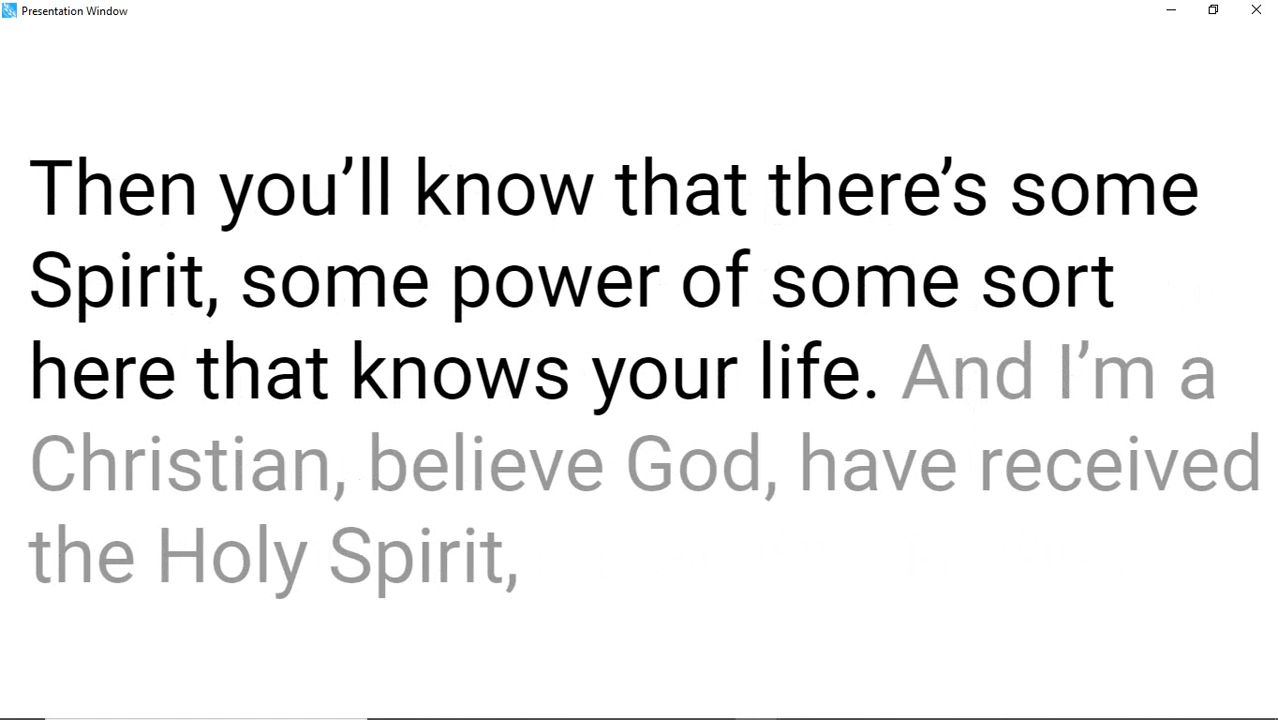 Presentation Window
Then you’ll know that there’s some
Spirit, some power of some sort
here that knows your life. And I’m a
Christian, believe God, have received
the Holy Spirit,